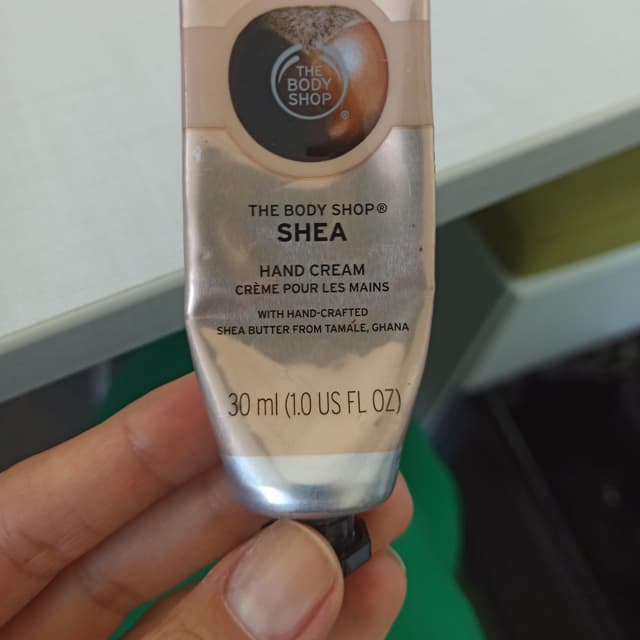 THE
BODY
SHOP
®
THE BODY SHOP®
SHEA
HAND CREAM
CRÈME POUR LES MAINS
WITH HAND-CRAFTED
SHEA BUTTER FROM TAMALE, GHANA
30 ml (1.0 US FL OZ)